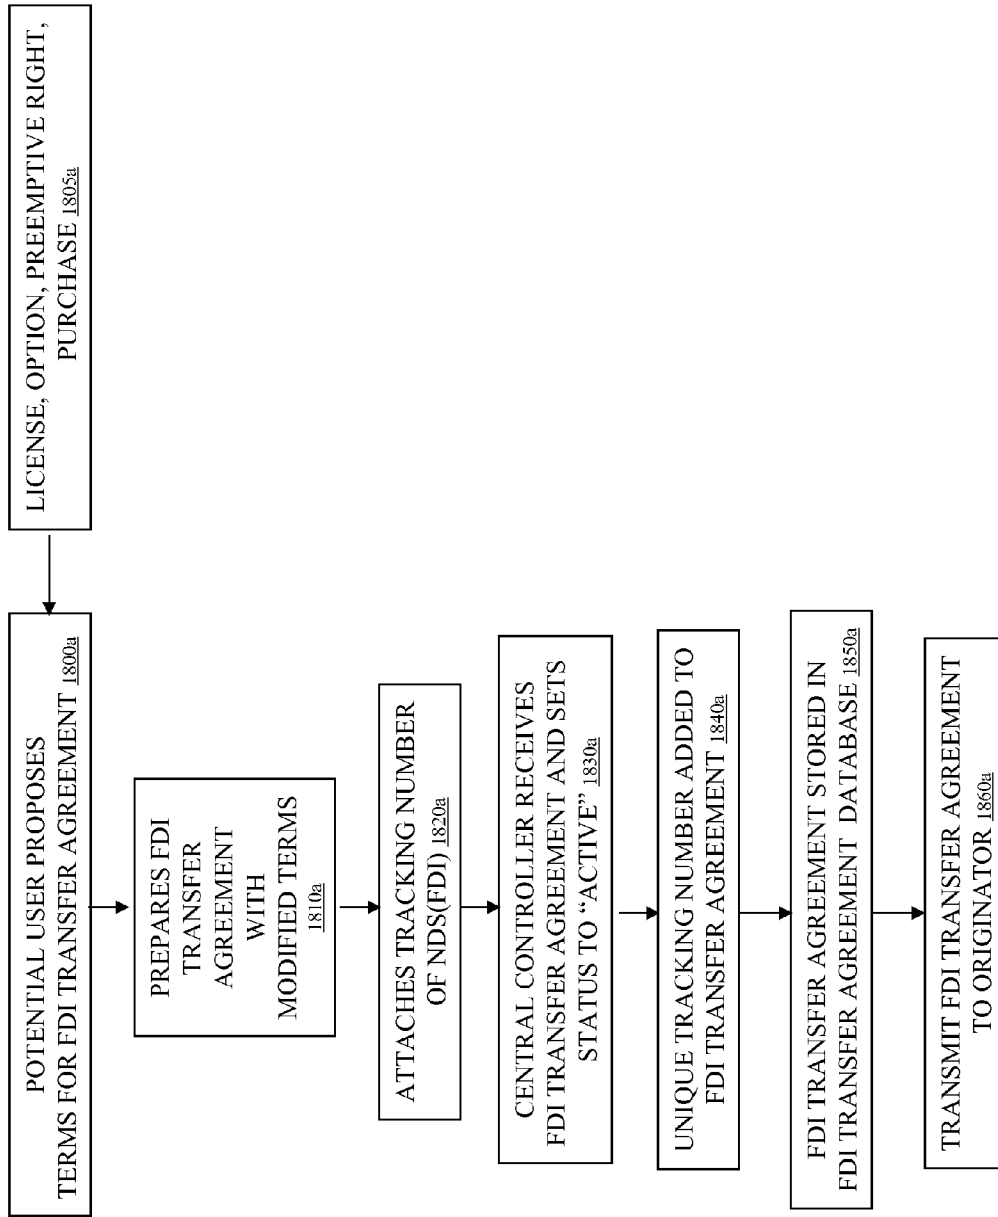 LICENSE, OPTION, PREEMPTIVE RIGHT,
PURCHASE 1805a
POTENTIAL USER PROPOSES
TERMS FOR FDI TRANSFER AGREEMENT 1800a
PREPARES FDI
TRANSFER
AGREEMENT
WITH
MODIFIED TERMS
1810a
ATTACHES TRACKING NUMBER
OF NDS(FDI) 1820a
CENTRAL CONTROLLER RECEIVES
FDI TRANSFER AGREEMENT AND SETS
STATUS TO “ACTIVE” 1830a
UNIQUE TRACKING NUMBER ADDED TO
FDI TRANSFER AGREEMENT 1840a
FDI TRANSFER AGREEMENT STORED IN
FDI TRANSFER AGREEMENT DATABASE 1850a
TRANSMIT FDI TRANSFER AGREEMENT
TO ORIGINATOR 1860a